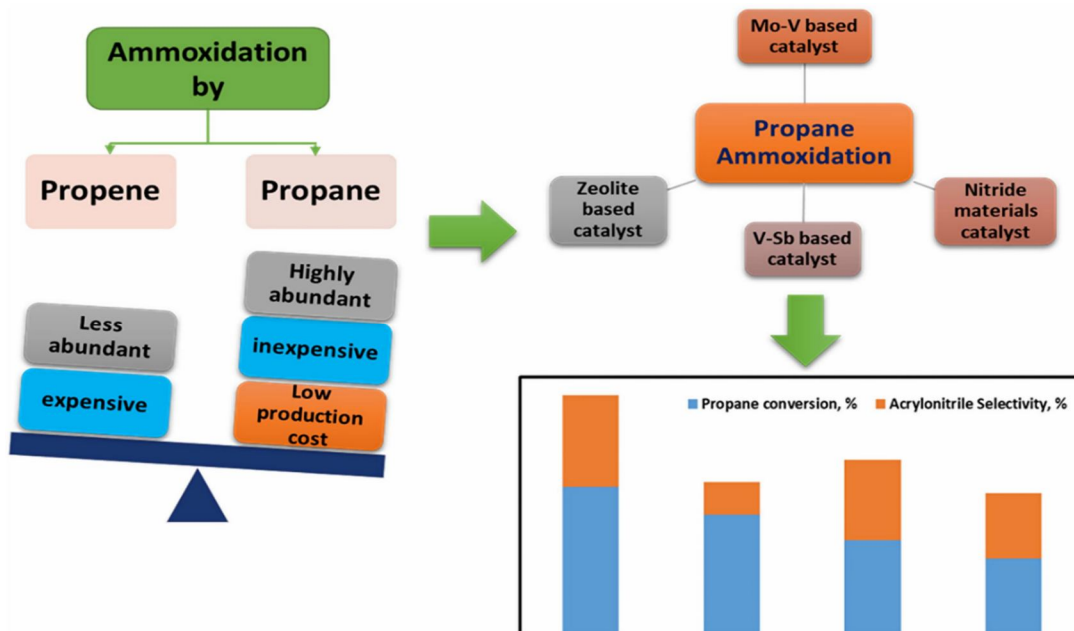 Ammoxidation
by
Propene
Propane
Less
abundant
expensive
Highly
abundant
inexpensive
Low
production
cost
Mo-V based
catalyst
Propane
Ammoxidation
Zeolite
based
catalyst
V-Sb based
catalyst
Nitride
materials
catalyst
Propane conversion, %
Acrylonitrile Selectivity, %